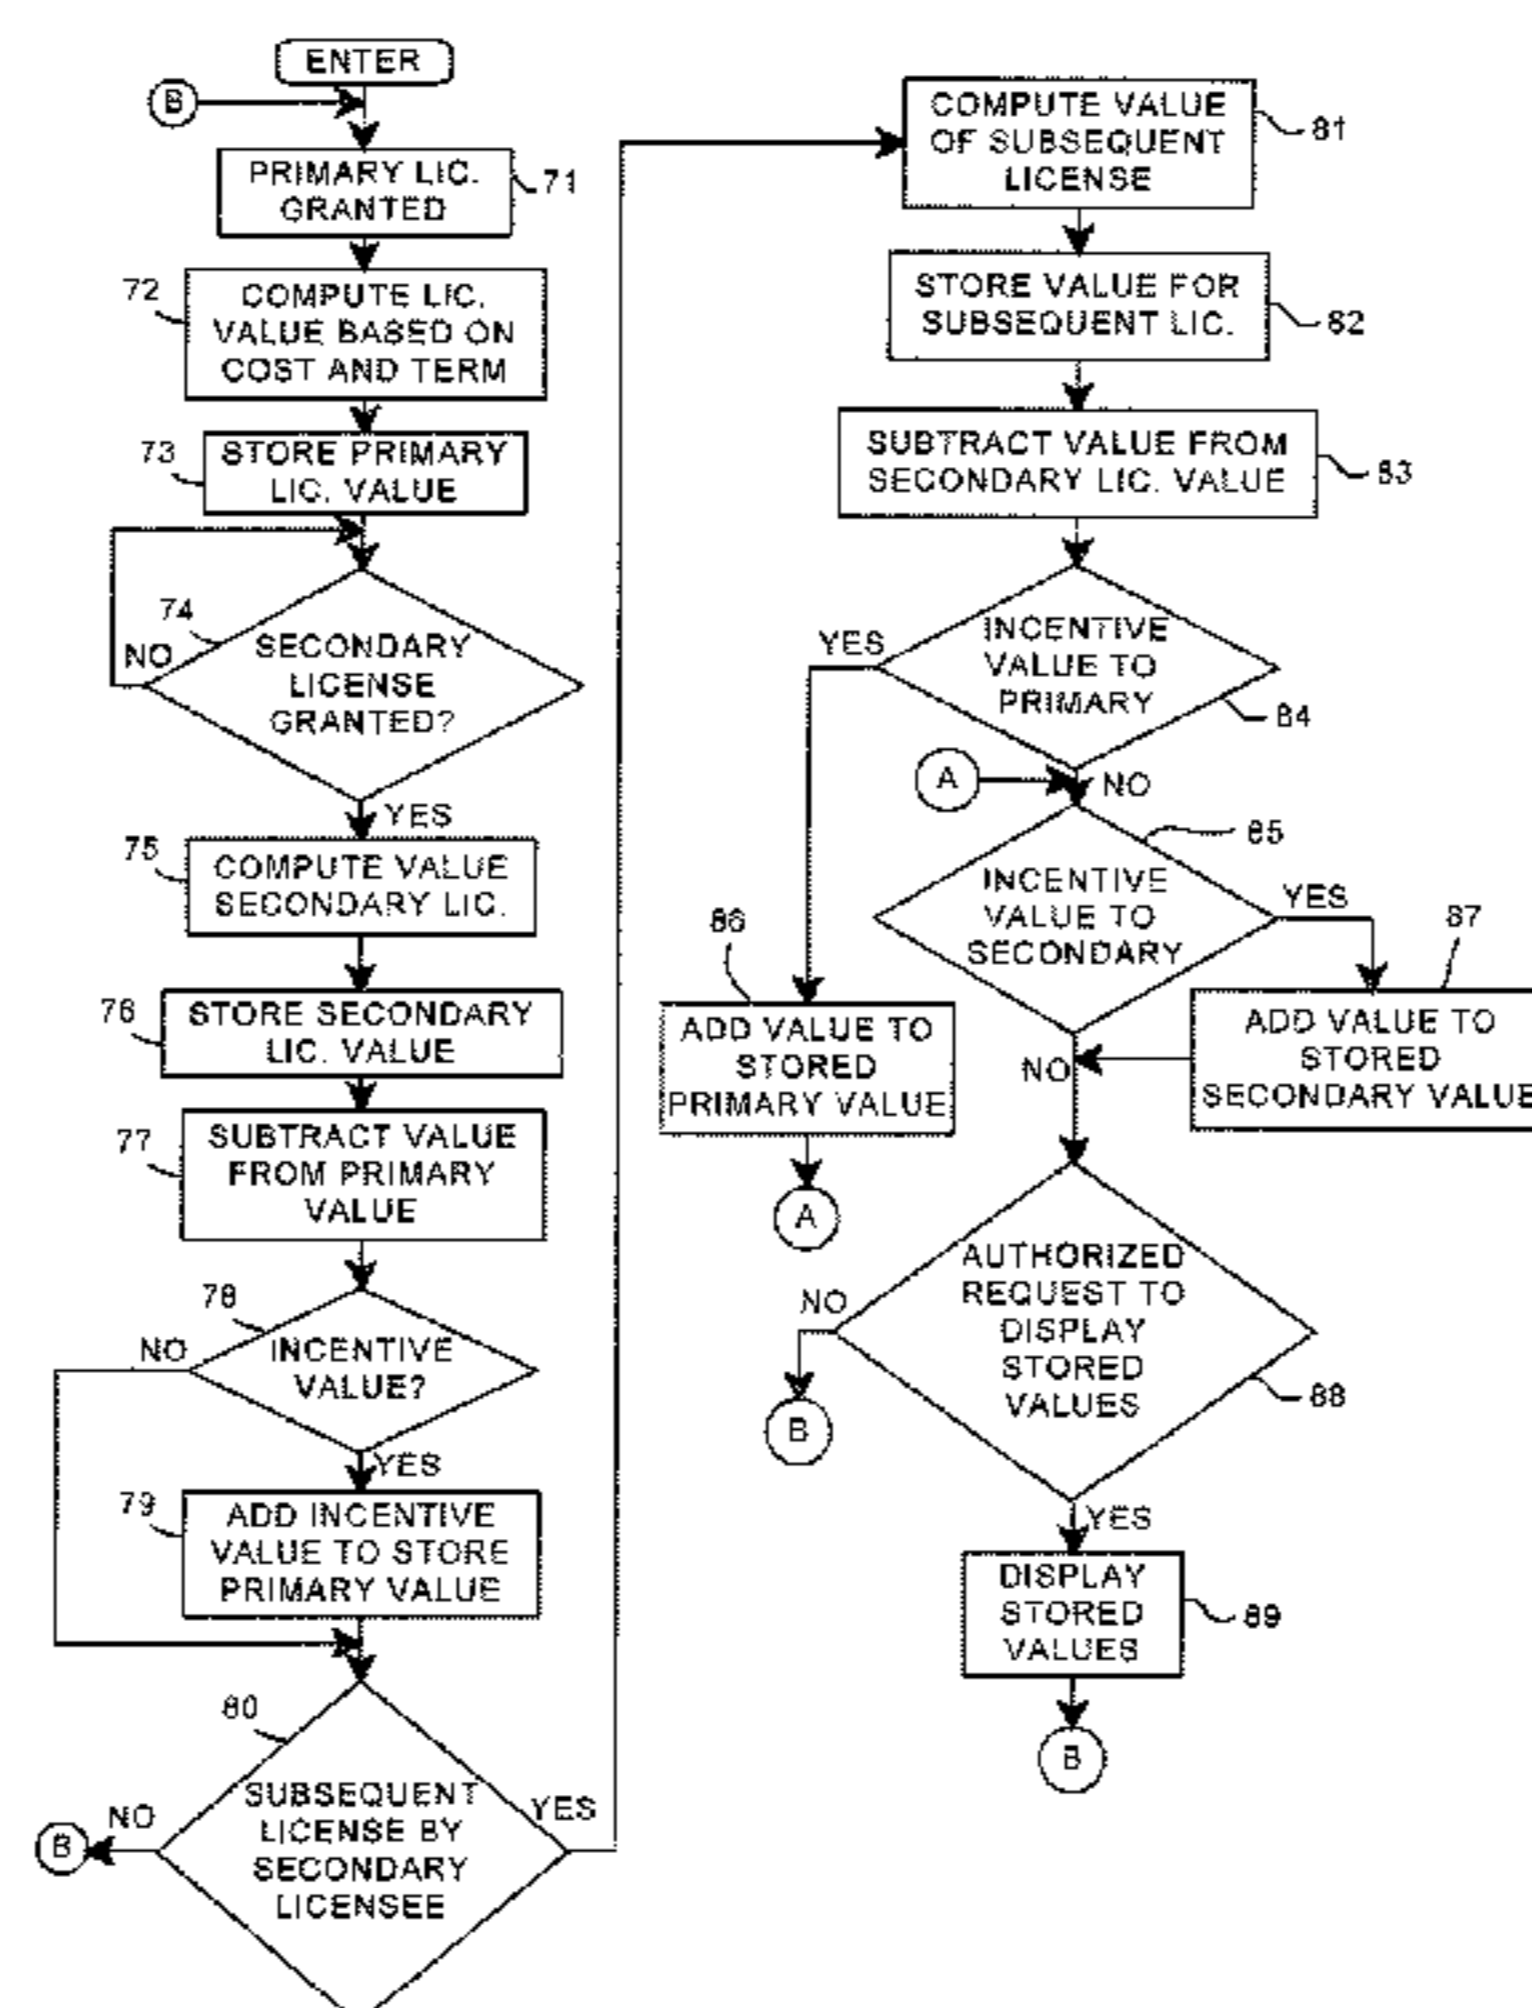 ENTER
B
PRIMARY LIC.
GRANTED
71
72
COMPUTE LIC.
VALUE BASED ON
COST AND TERM
73
STORE PRIMARY
LIC. VALUE
74
NO
SECONDARY
LICENSE
GRANTED?
YES
75
COMPUTE VALUE
SECONDARY LIC.
76
STORE SECONDARY
LIC. VALUE
77
SUBTRACT VALUE
FROM PRIMARY
VALUE
78
NO
INCENTIVE
VALUE?
YES
79
ADD INCENTIVE
VALUE TO STORE
PRIMARY VALUE
80
SUBSEQUENT
LICENSE BY
SECONDARY
LICENSEE
NO
B
YES
COMPUTE VALUE
OF SUBSEQUENT
LICENSE
81
STORE VALUE FOR
SUBSEQUENT LIC.
82
SUBTRACT VALUE FROM
SECONDARY LIC. VALUE
83
YES
INCENTIVE
VALUE TO
PRIMARY
84
A
NO
85
INCENTIVE
VALUE TO
SECONDARY
YES
86
87
ADD VALUE TO
STORED
PRIMARY VALUE
A
NO
ADD VALUE TO
STORED
SECONDARY VALUE
AUTHORIZED
REQUEST TO
DISPLAY
STORED
VALUES
NO
B
88
YES
DISPLAY
STORED
VALUES
89
B